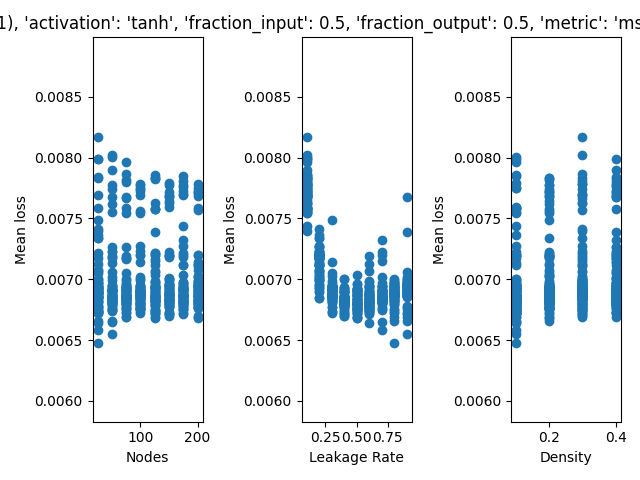 1), 'activation': 'tanh', 'fraction_input': 0.5, 'fraction_output': 0.5, 'metric': 'ms
0.0085 0.0085 0.0085
0.0080 0.0080 0.0080
0.0075 0.0075 0.0075
Mean loss Mean loss Mean loss
0.0070 0.0070 0.0070
0.0065 0.0065 0.0065
0.0060 0.0060 0.0060
100 200 0.25 0.50 0.75 0.2 0.4
Nodes Leakage Rate Density